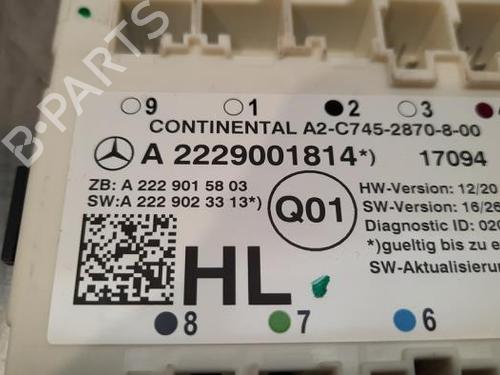 B-Parts
9 1 2 3
CONTINENTAL A2-C745-2870-8-00
A 2229001814*) 17094
ZB: A 222 901 58 03 HW-Version: 12/20
SW:A 222 902 33 13*) Q01 SW-Version: 16/26
Diagnostic ID: 020
*)gueltig bis zu e
HL SW-Aktualisierun
8 7 6
B-Parts